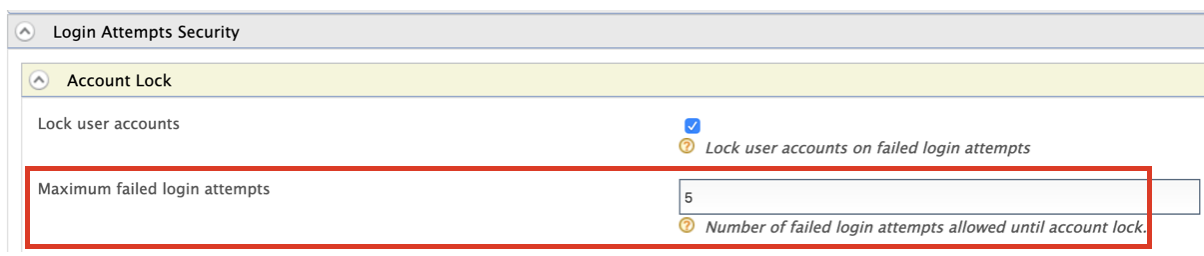 Login Attempts Security
Account Lock
Lock user accounts
Lock user accounts on failed login attempts
Maximum failed login attempts
5
Number of failed login attempts allowed until account lock.